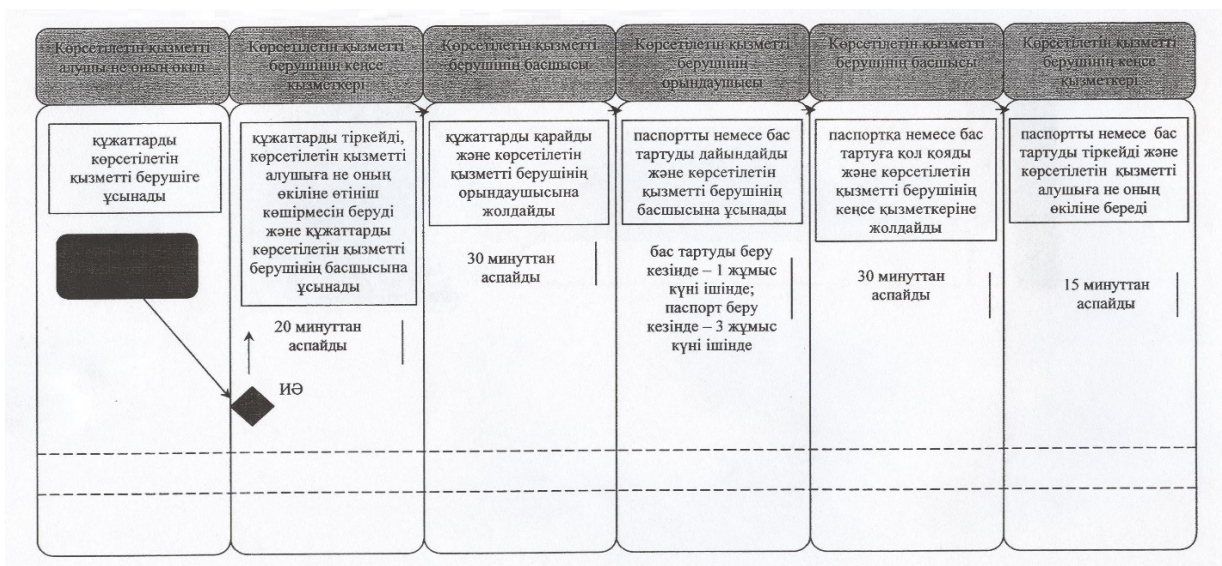 Көрсетілетін қызметті
алушы не оның өкілі
Көрсетілетін қызметті
берушінің кеңсе
қызметкері
Көрсетілетін қызметті
берушінің басшысы
Көрсетілетін қызметті
берушінің
орындаушысы
Көрсетілетін қызметті
берушінің басшысы
Көрсетілетін қызметті
берушінің кеңсе
қызметкері
құжаттарды
көрсетілетін
қызметті берушіге
ұсынады
құжаттарды тіркейді,
көрсетілетін қызметті
алушыға не оның
өкіліне өтініш
көшірмесін беруді
және құжаттарды
көрсетілетін қызметті
берушінің басшысына
ұсынады
20 минуттан
аспайды
ИӘ
құжаттарды қарайды
және көрсетілетін
қызметті берушінің
орындаушысына
жолдайды
30 минуттан
аспайды
паспортты немесе бас
тартуды дайындайды
және көрсетілетін
қызметті берушінің
басшысына ұсынады
бас тартуды беру
кезінде – 1 жұмыс
күні ішінде;
паспорт беру
кезінде – 3 жұмыс
күні ішінде
паспортқа немесе бас
тартуға қол қояды
және көрсетілетін
қызметті берушінің
кеңсе қызметкеріне
жолдайды
30 минуттан
аспайды
паспортты немесе бас
тартуды тіркейді және
көрсетілетін қызметті
алушыға не оның
өкіліне береді
15 минуттан
аспайды